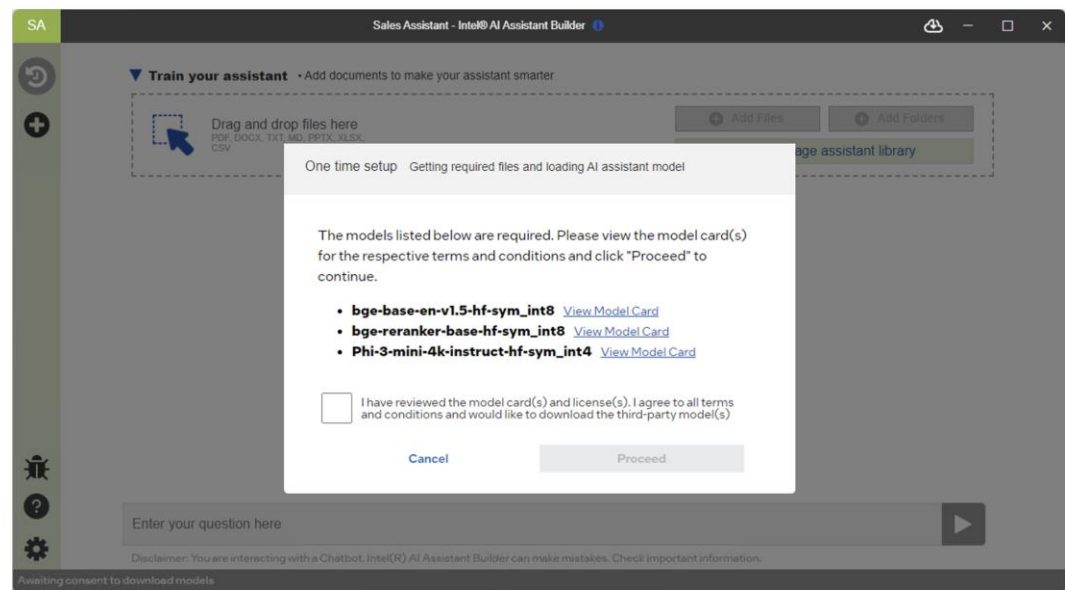 SA
Sales Assistant - Intel® AI Assistant Builder
Train your assistant • Add documents to make your assistant smarter
Drag and drop files here
PDF, DOCX, TXT, MD, PPTX, XLSX,
CSV
Add Files
Add Folders
age assistant library
One time setup Getting required files and loading AI assistant model
The models listed below are required. Please view the model card(s)
for the respective terms and conditions and click "Proceed" to
continue.
• bge-base-en-v1.5-hf-sym_int8 View Model Card
• bge-reranker-base-hf-sym_int8 View Model Card
• Phi-3-mini-4k-instruct-hf-sym_int4 View Model Card
I have reviewed the model card(s) and license(s). I agree to all terms
and conditions and would like to download the third-party model(s)
Cancel
Proceed
Enter your question here
Disclaimer: You are interacting with a Chatbot. Intel(R) AI Assistant Builder can make mistakes. Check important information.
Awaiting consent to download models